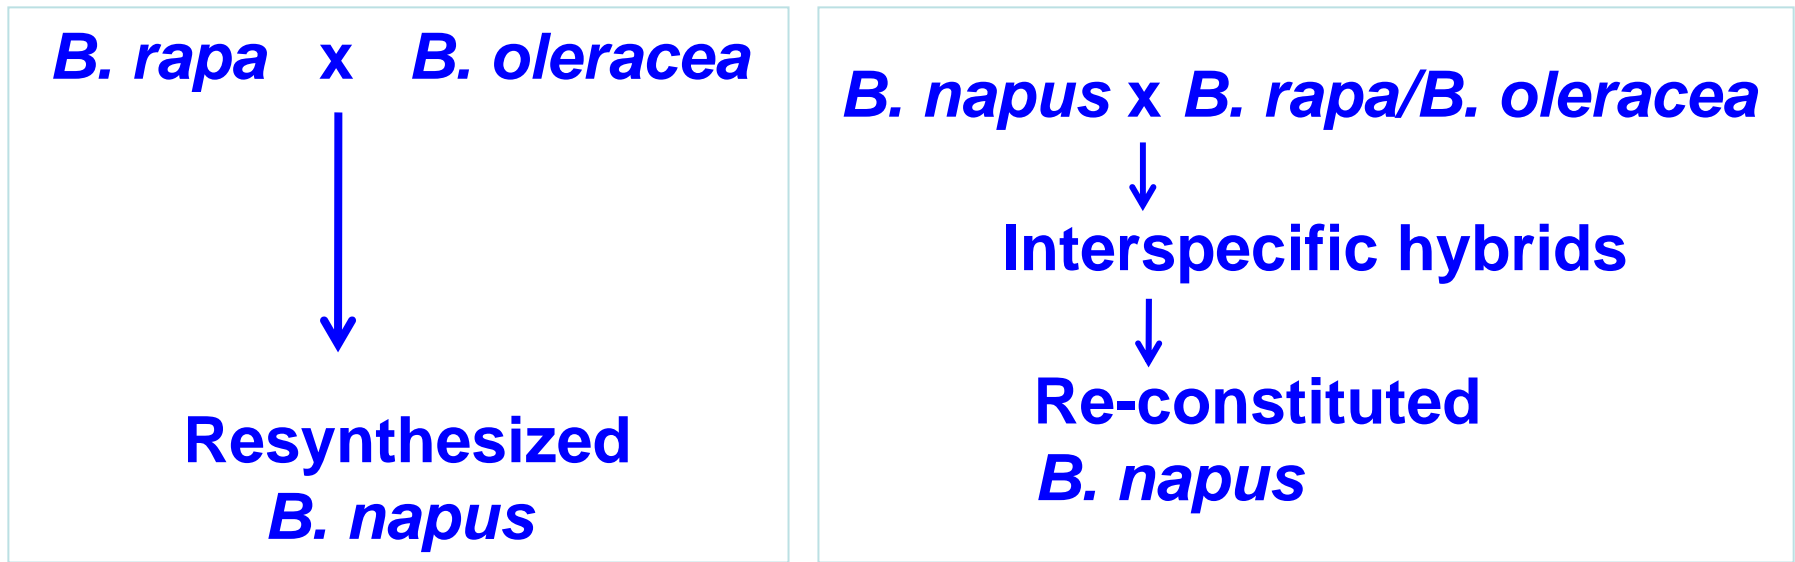 B. rapa x B. oleracea
Resynthesized
B. napus
B. napus x B. rapa/B. oleracea
Interspecific hybrids
Re-constituted
B. napus